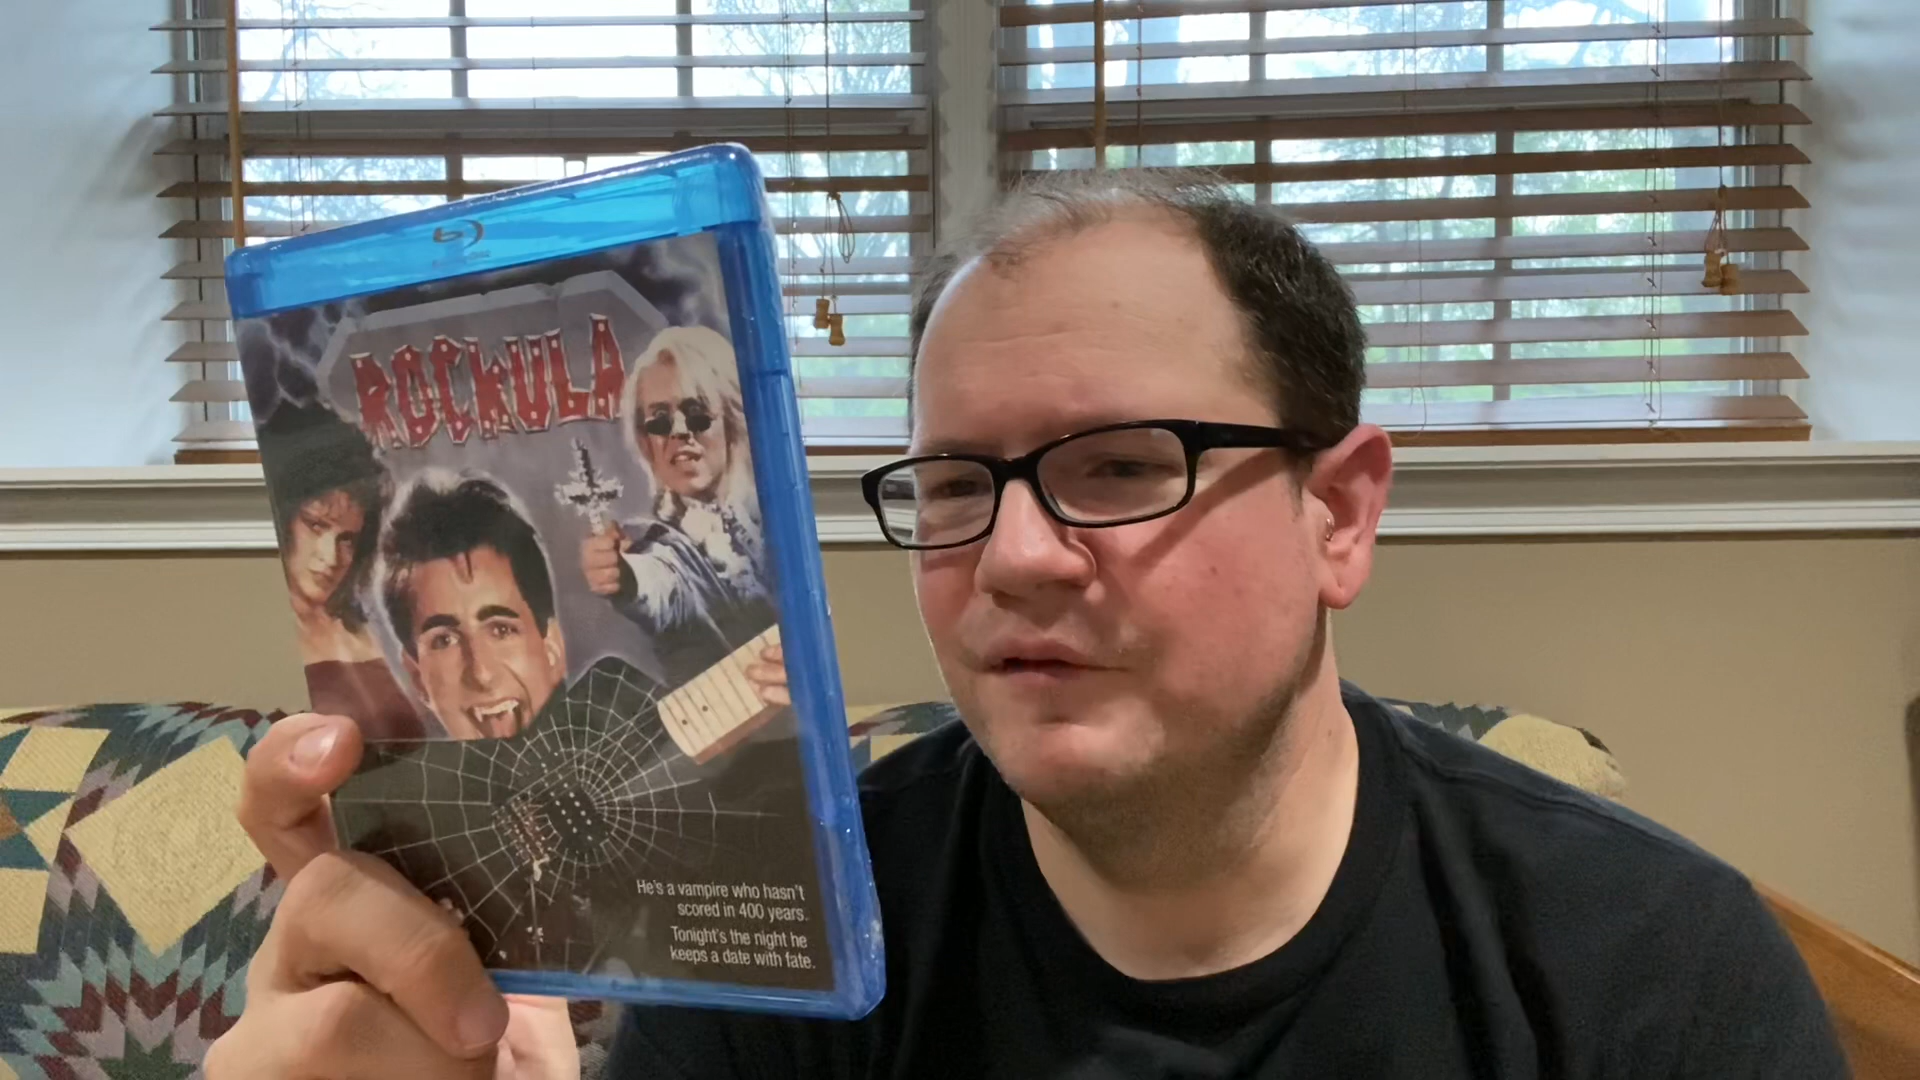 ROCKULA
He's a vampire who hasn't
scored in 400 years.
Tonight's the night he
keeps a date with fate.